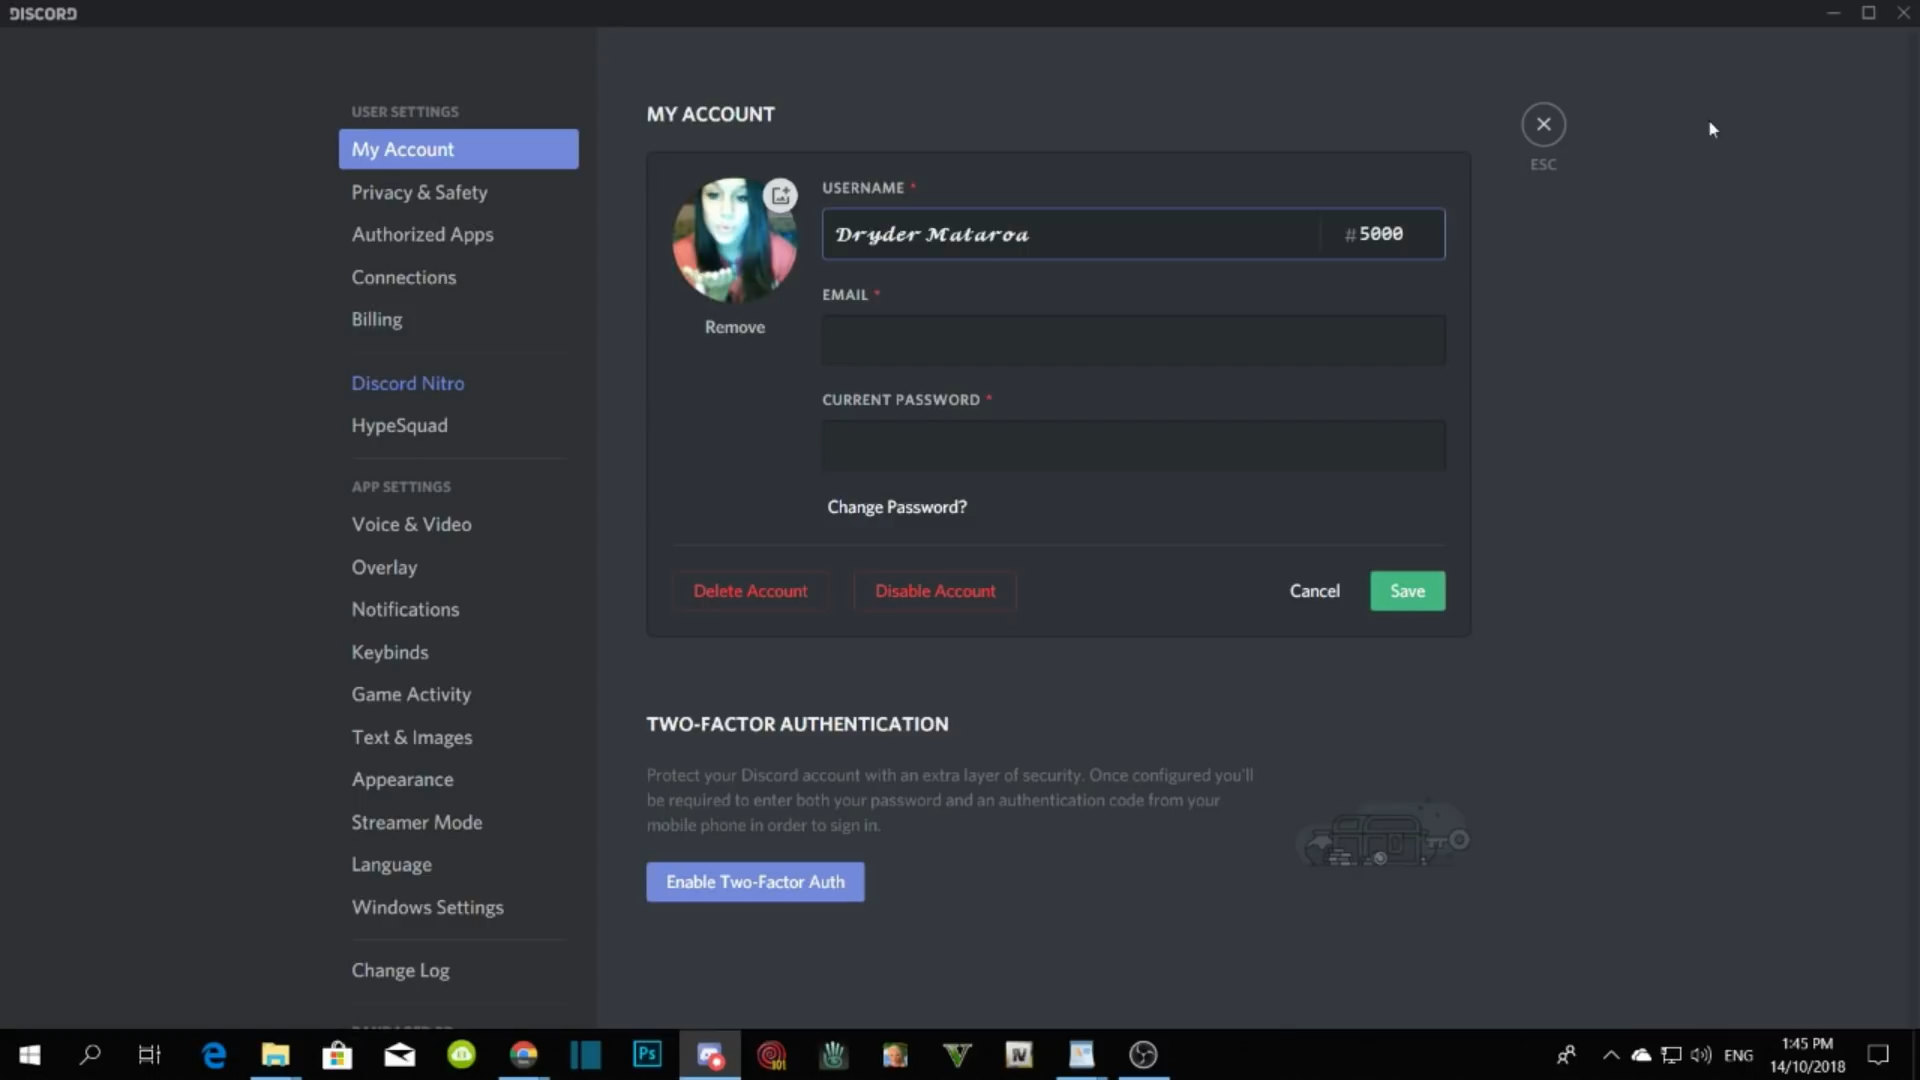 DISCORD
USER SETTINGS
My Account
Privacy & Safety
Authorized Apps
Connections
Billing
Discord Nitro
HypeSquad
APP SETTINGS
Voice & Video
Overlay
Notifications
Keybinds
Game Activity
Text & Images
Appearance
Streamer Mode
Language
Windows Settings
Change Log
MY ACCOUNT
ESC
Remove
USERNAME *
𝓓𝓻𝔂𝓭𝓮𝓻 𝓜𝓪𝓽𝓪𝓻𝓸𝓪 #5000
EMAIL *
CURRENT PASSWORD *
Change Password?
Delete Account Disable Account Cancel Save
TWO-FACTOR AUTHENTICATION
Protect your Discord account with an extra layer of security. Once configured you'll
be required to enter both your password and an authentication code from your
mobile phone in order to sign in.
Enable Two-Factor Auth
Ps
101
V
IV
ENG
1:45 PM
14/10/2018